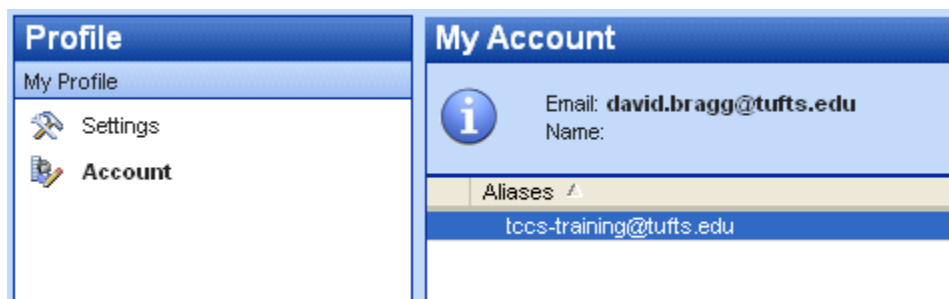 Profile
My Profile
Settings
Account
My Account
Email: david.bragg@tufts.edu
Name:
Aliases
tccs-training@tufts.edu